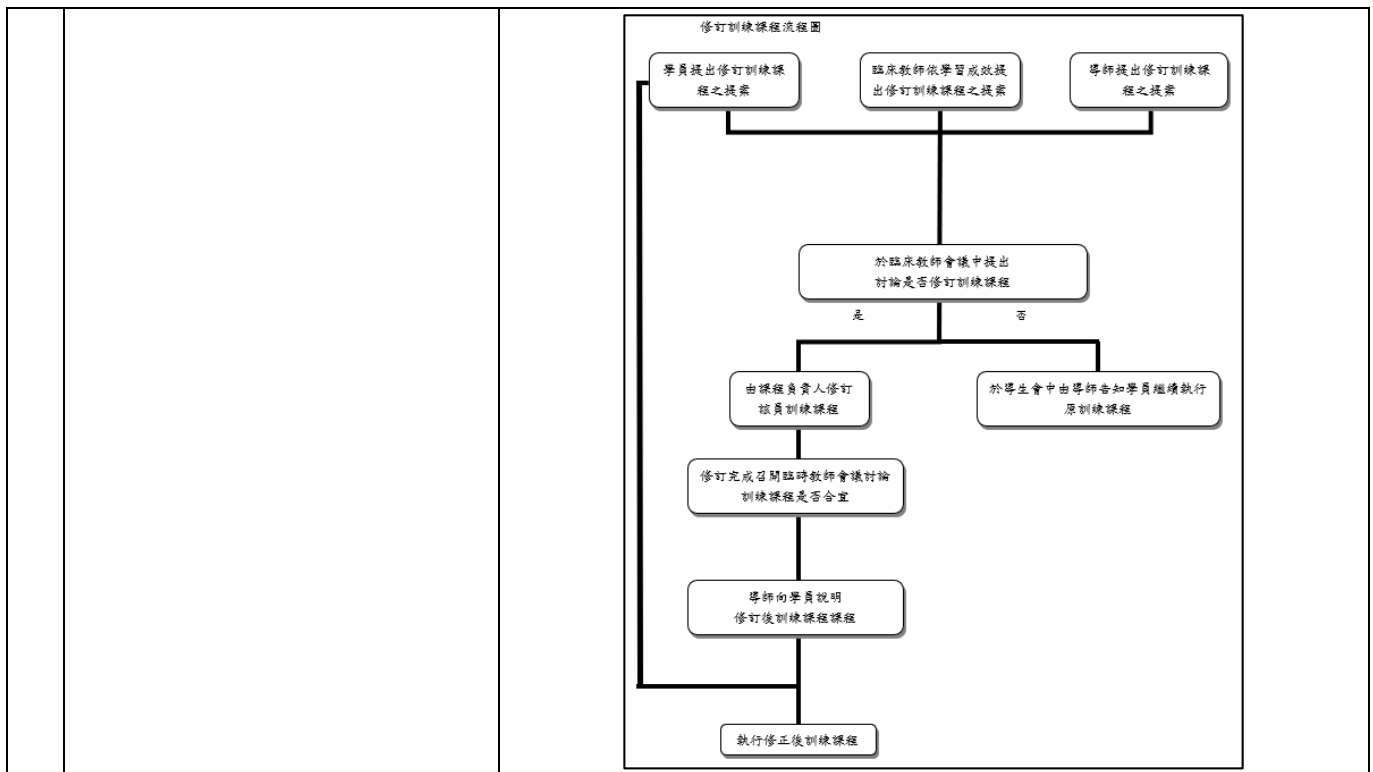 修訂訓練課程流程圖
學員提出修訂訓練課
程之提案
臨床教師依學習成效提
出修訂訓練課程之提案
導師提出修訂訓練課
程之提案
於臨床教師會議中提出
討論是否修訂訓練課程
是
否
由課程負責人修訂
該員訓練課程
於導生會中由導師告知學員繼續執行
原訓練課程
修訂完成召開臨時教師會議討論
訓練課程是否合宜
導師向學員說明
修訂後訓練課程課程
執行修正後訓練課程